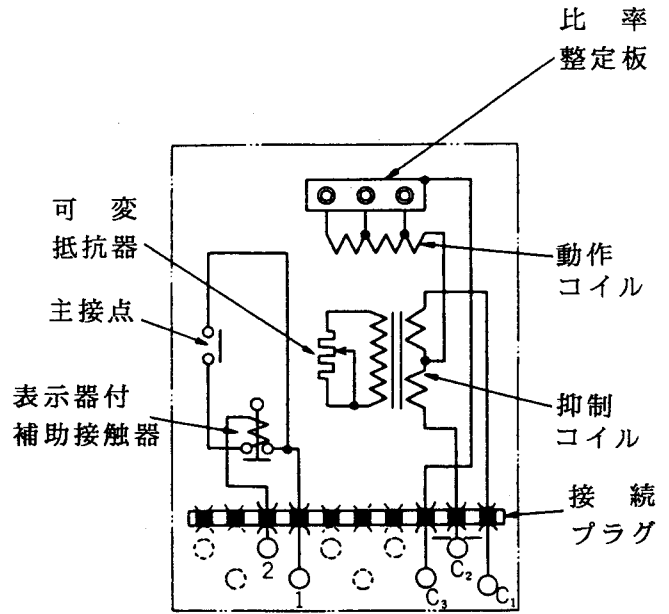 比 率
整定板
可 変
抵抗器
動作
コイル
主接点
表示器付
補助接触器
抑制
コイル
接 続
プラグ
2
1
C₃
C₂
C₁